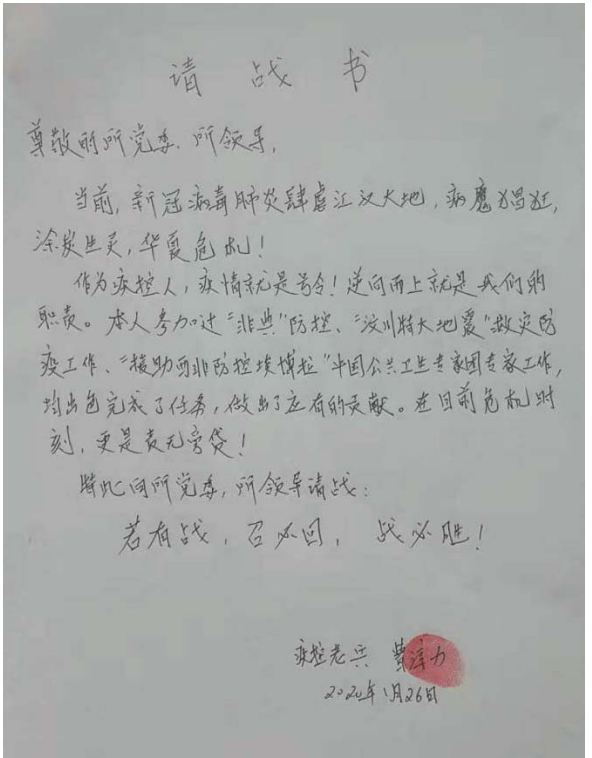 请战书
尊敬的所党委、所领导,
当前,新冠病毒肺炎肆虐江汉大地,病魔猖狂,
涂炭生灵,华夏危机!
作为疾控人,疫情就是号令!逆向而上就是我们的
职责。本人参加过“非典”防控、“汶川特大地震”救灾防
疫工作、“援助西非防控埃博拉”中国公共卫生专家团专家工作,
均出色完成了任务,做出了应有的贡献。在目前危机时
刻,更是责无旁贷!
特此向所党委,所领导请战:
若有战,召必回,战必胜!
疾控老兵 力
2020年1月26日